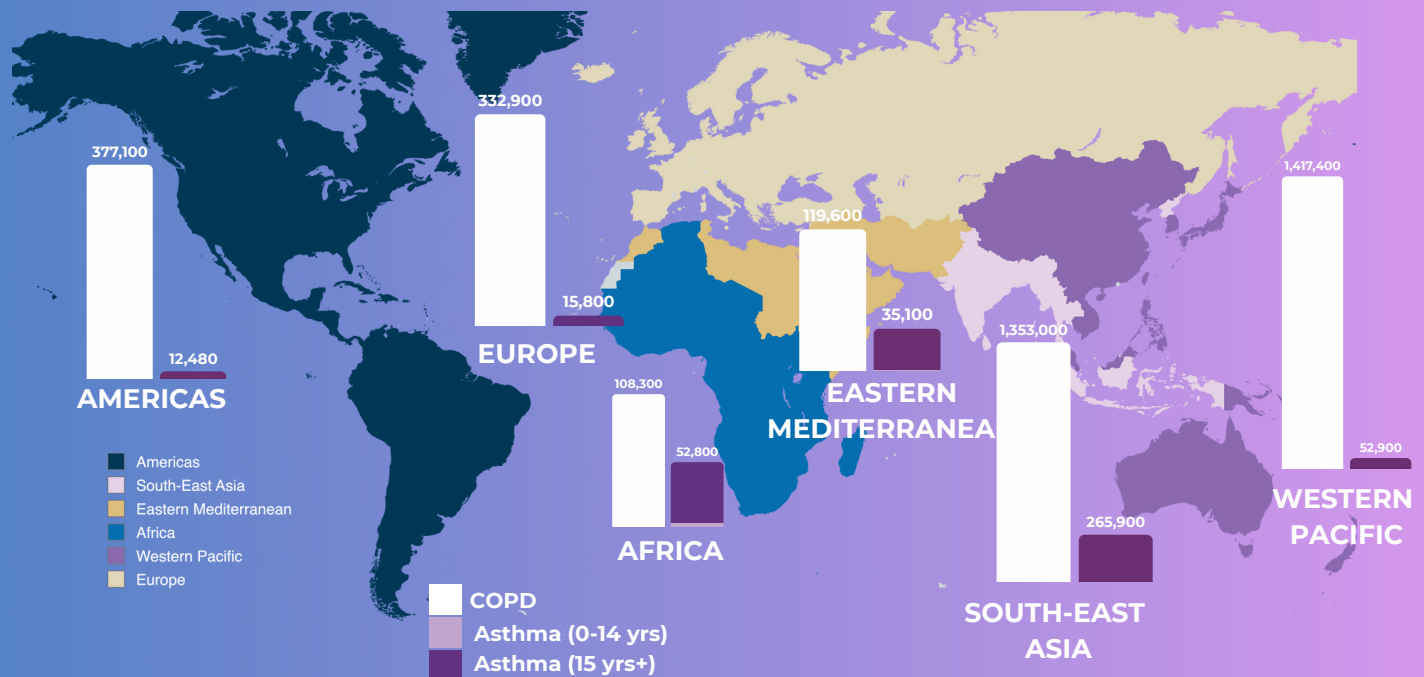 332,900
377,100
1,417,400
119,600
15,800
35,100
1,353,000
12,480
EUROPE
AMERICAS
108,300
EASTERN
MEDITERRANEA
52,800
52,900
Americas
South-East Asia
Eastern Mediterranean
Africa
Western Pacific
Europe
WESTERN
PACIFIC
265,900
AFRICA
COPD
Asthma (0-14 yrs)
Asthma (15 yrs+)
SOUTH-EAST
ASIA